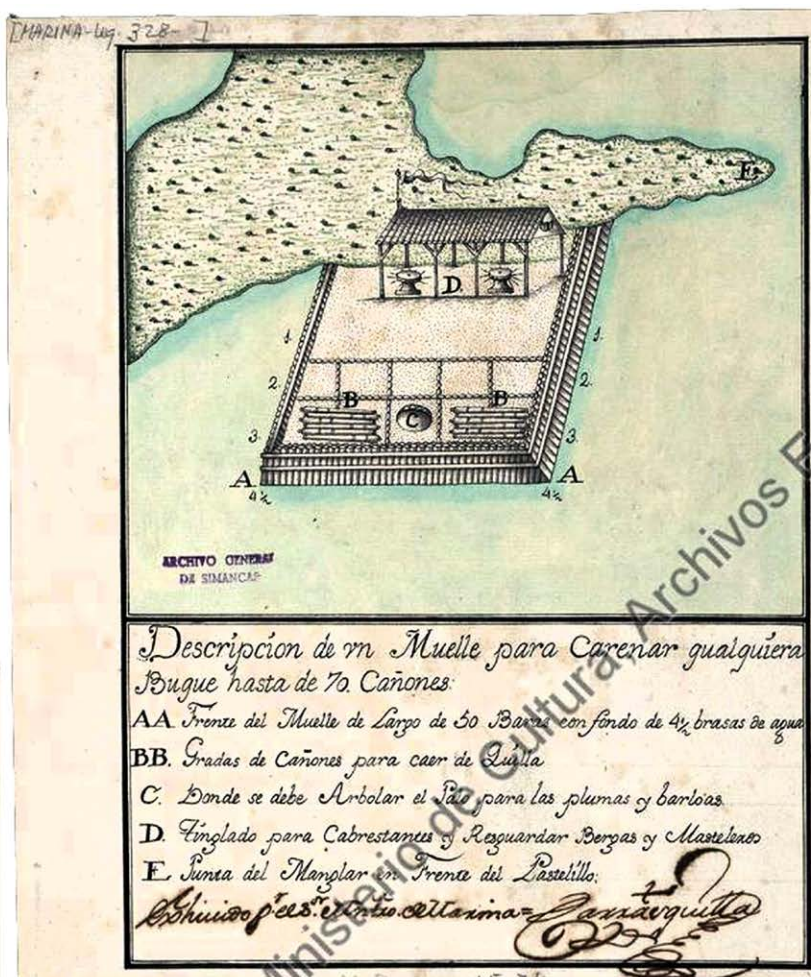 [MARINA-Leg. 328- ]
E
D
1. 1.
2. 2.
B C B
3. 3.
A A
4½ 4½
ARCHIVO GENERAL
DE SIMANCAS
Descripcion de vn Muelle para Carenar qualquiera
Buque hasta de 70. Cañones:
AA Frente del Muelle de Largo de 50 Baras con fondo de 4½ brasas de agua
BB. Gradas de Cañones para caer de Quilla
C. Donde se debe Arbolar el Palo para las plumas y barloas.
D. Tinglado para Cabrestantes y Resguardar Bergas y Masteleros
E Punta del Manglar en Frente del Pastelillo:
Ministerio de Cultura, Archivos E